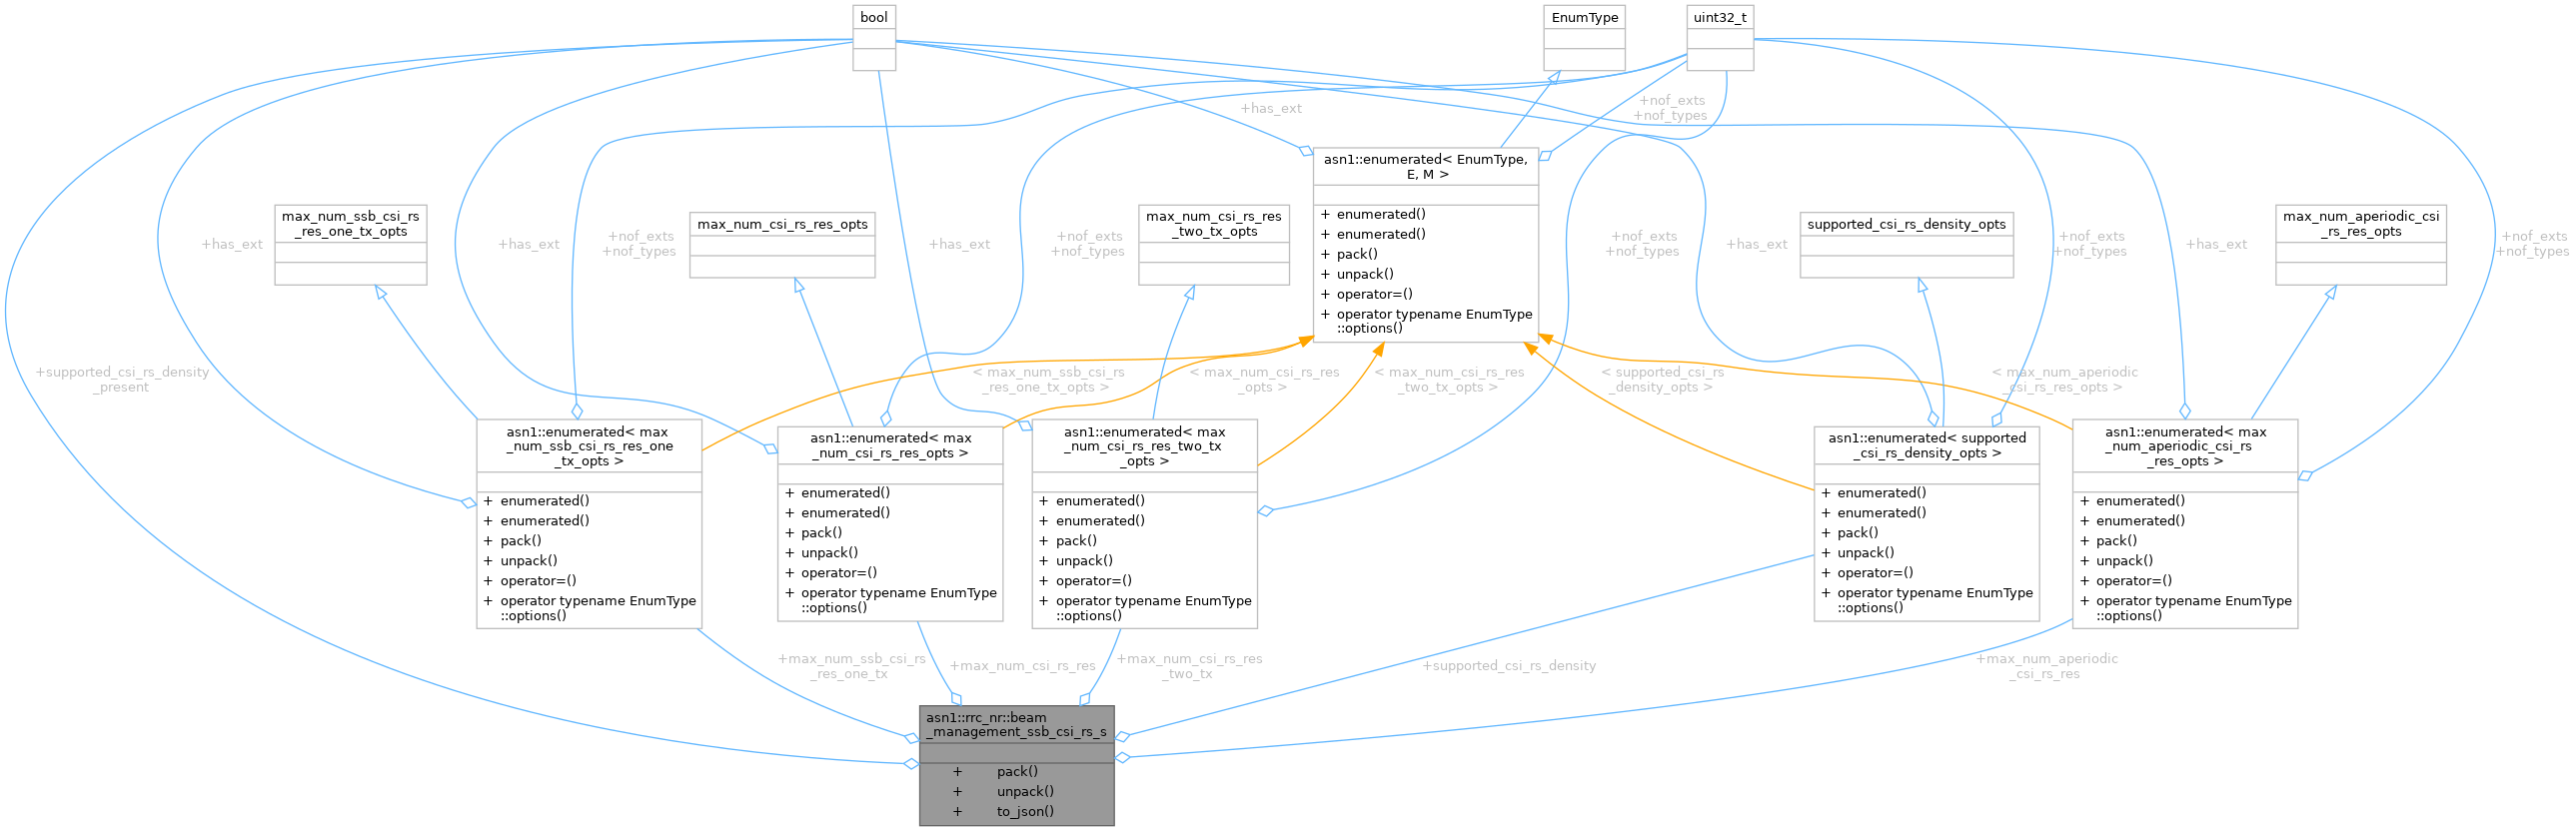 bool
EnumType
uint32_t
+has_ext
+nof_exts
+nof_types
asn1::enumerated< EnumType,
E, M >
+ enumerated()
+ enumerated()
+ pack()
+ unpack()
+ operator=()
+ operator typename EnumType
::options()
max_num_ssb_csi_rs
_res_one_tx_opts
max_num_csi_rs_res_opts
max_num_csi_rs_res
_two_tx_opts
supported_csi_rs_density_opts
max_num_aperiodic_csi
_rs_res_opts
+has_ext
+has_ext
+nof_exts
+nof_types
+has_ext
+nof_exts
+nof_types
+nof_exts
+nof_types
+has_ext
+nof_exts
+nof_types
+has_ext
+nof_exts
+nof_types
+supported_csi_rs_density
_present
< max_num_ssb_csi_rs
_res_one_tx_opts >
< max_num_csi_rs_res
_opts >
< max_num_csi_rs_res
_two_tx_opts >
< supported_csi_rs
_density_opts >
< max_num_aperiodic
_csi_rs_res_opts >
asn1::enumerated< max
_num_ssb_csi_rs_res_one
_tx_opts >
+ enumerated()
+ enumerated()
+ pack()
+ unpack()
+ operator=()
+ operator typename EnumType
::options()
asn1::enumerated< max
_num_csi_rs_res_opts >
+ enumerated()
+ enumerated()
+ pack()
+ unpack()
+ operator=()
+ operator typename EnumType
::options()
asn1::enumerated< max
_num_csi_rs_res_two_tx
_opts >
+ enumerated()
+ enumerated()
+ pack()
+ unpack()
+ operator=()
+ operator typename EnumType
::options()
asn1::enumerated< supported
_csi_rs_density_opts >
+ enumerated()
+ enumerated()
+ pack()
+ unpack()
+ operator=()
+ operator typename EnumType
::options()
asn1::enumerated< max
_num_aperiodic_csi_rs
_res_opts >
+ enumerated()
+ enumerated()
+ pack()
+ unpack()
+ operator=()
+ operator typename EnumType
::options()
+max_num_ssb_csi_rs
_res_one_tx
+max_num_csi_rs_res
+max_num_csi_rs_res
_two_tx
+supported_csi_rs_density
+max_num_aperiodic
_csi_rs_res
asn1::rrc_nr::beam
_management_ssb_csi_rs_s
+ pack()
+ unpack()
+ to_json()